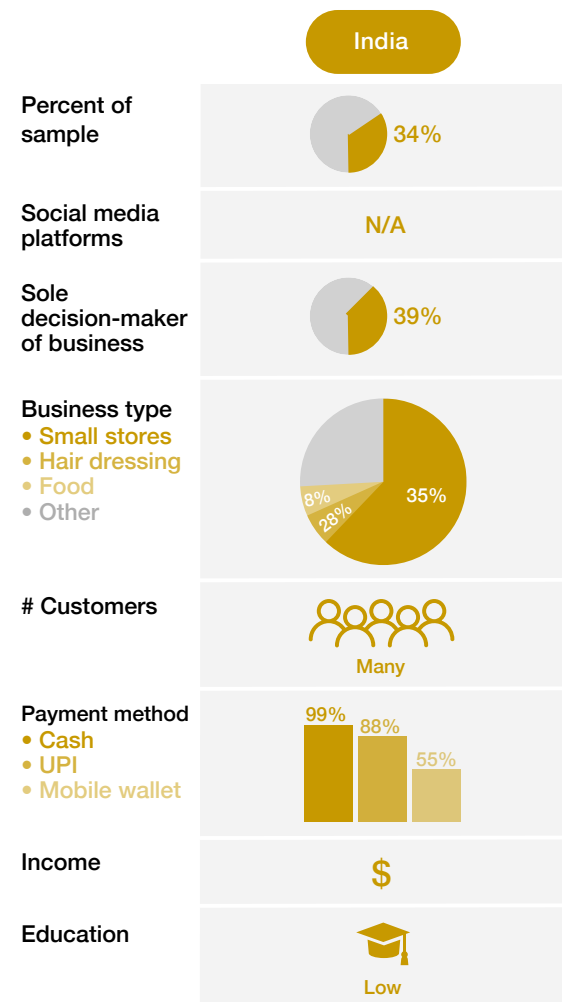 India
Percent of
sample
34%
Social media
platforms
N/A
Sole
decision-maker
of business
39%
Business type
• Small stores
• Hair dressing
• Food
• Other
35%
28%
8%
# Customers
Many
Payment method
• Cash
• UPI
• Mobile wallet
99%
88%
55%
Income
$
Education
Low